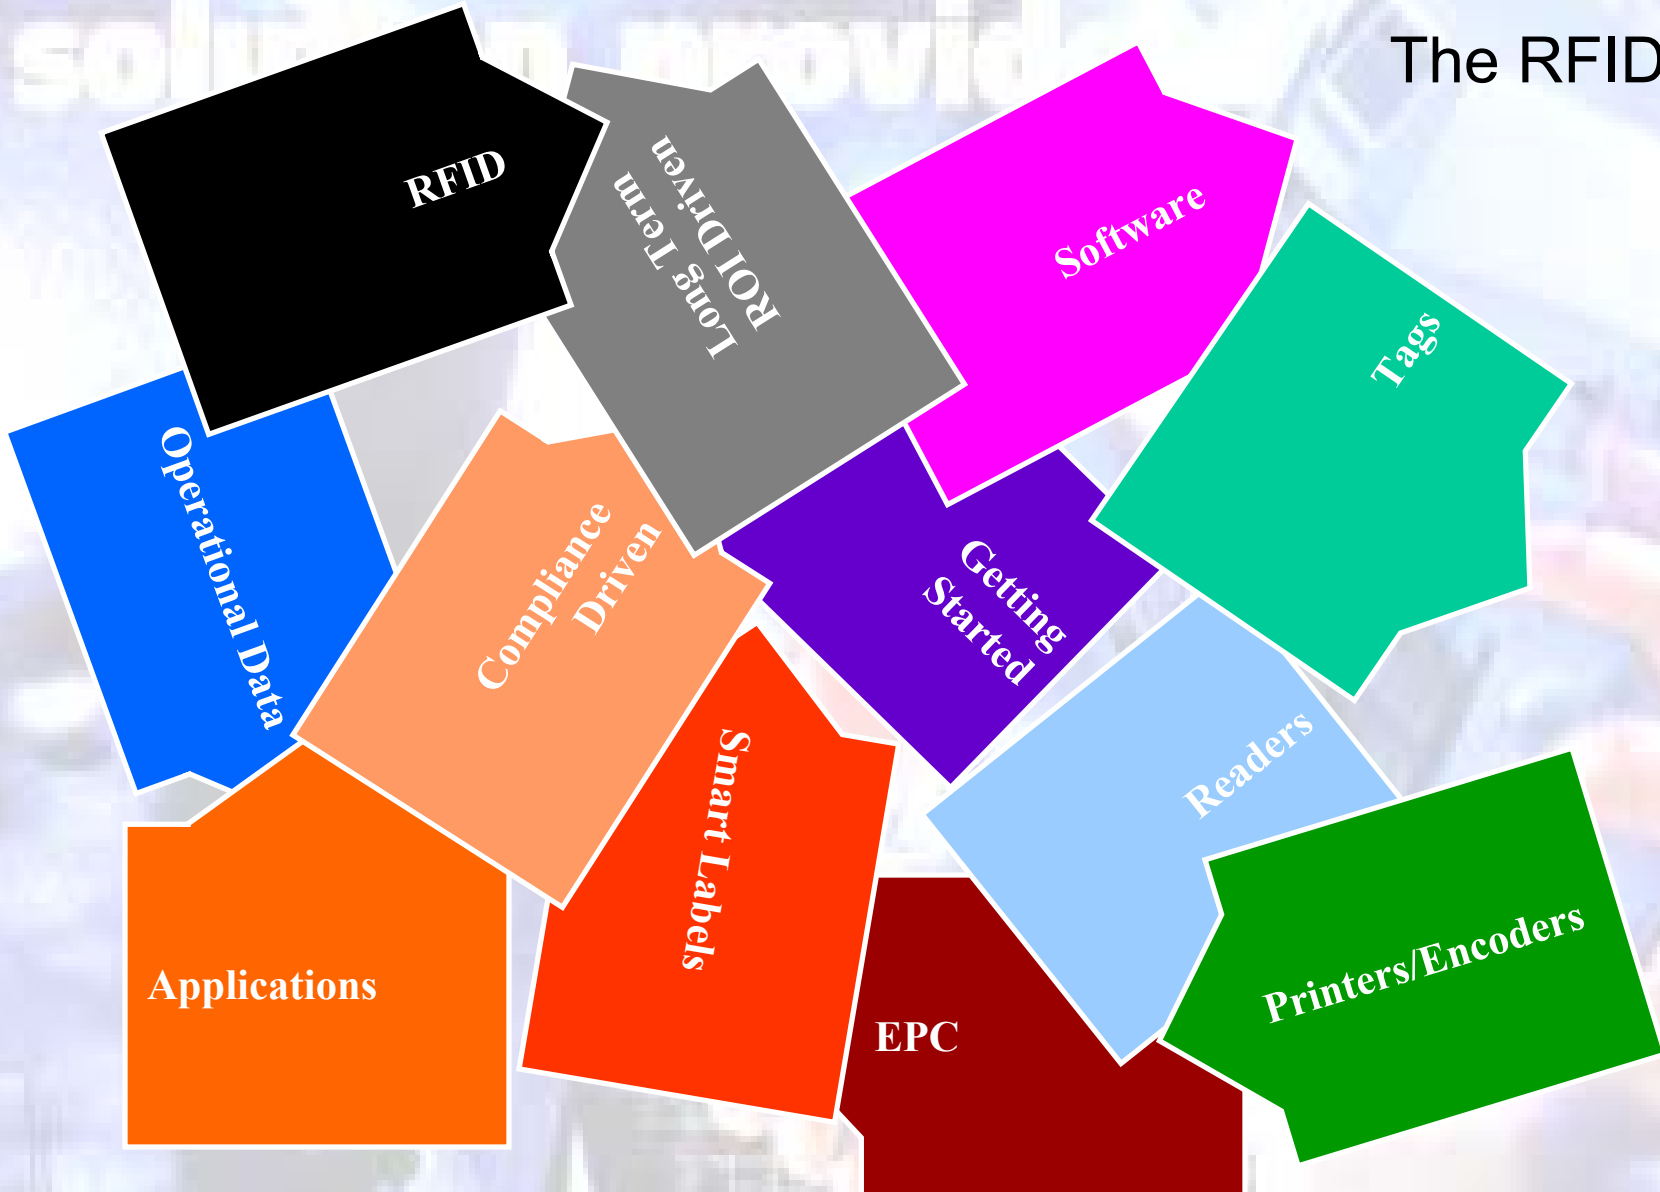 The RFID
RFID
Long Term
ROI Driven
Software
Tags
Operational Data
Compliance
Driven
Getting
Started
Smart Labels
Readers
Applications
EPC
Printers/Encoders